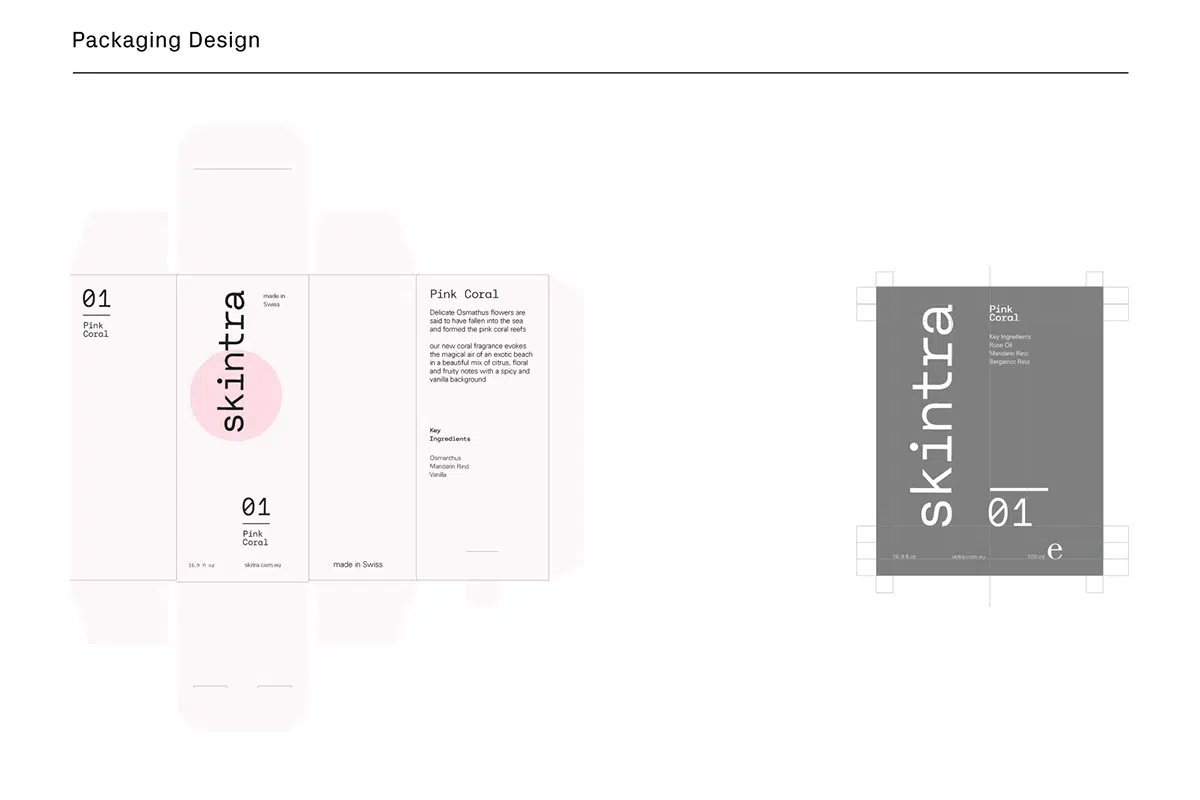 Packaging Design
01
Pink
Coral
skintra
made in
Swiss
01
Pink
Coral
16.9 fl oz
skitra.com.eu
made in Swiss
Pink Coral
Delicate Osmathus flowers are
said to have fallen into the sea
and formed the pink coral reefs
our new coral fragrance evokes
the magical air of an exotic beach
in a beautiful mix of citrus, floral
and fruity notes with a spicy and
vanilla background
Key
Ingredients
Osmanthus
Mandarin Rind
Vanilla
skintra
Pink
Coral
Key Ingredients
Rose Oil
Mandarin Rind
Bergamot Rind
01
16.9 fl oz
skitra.com.eu
500 ml e